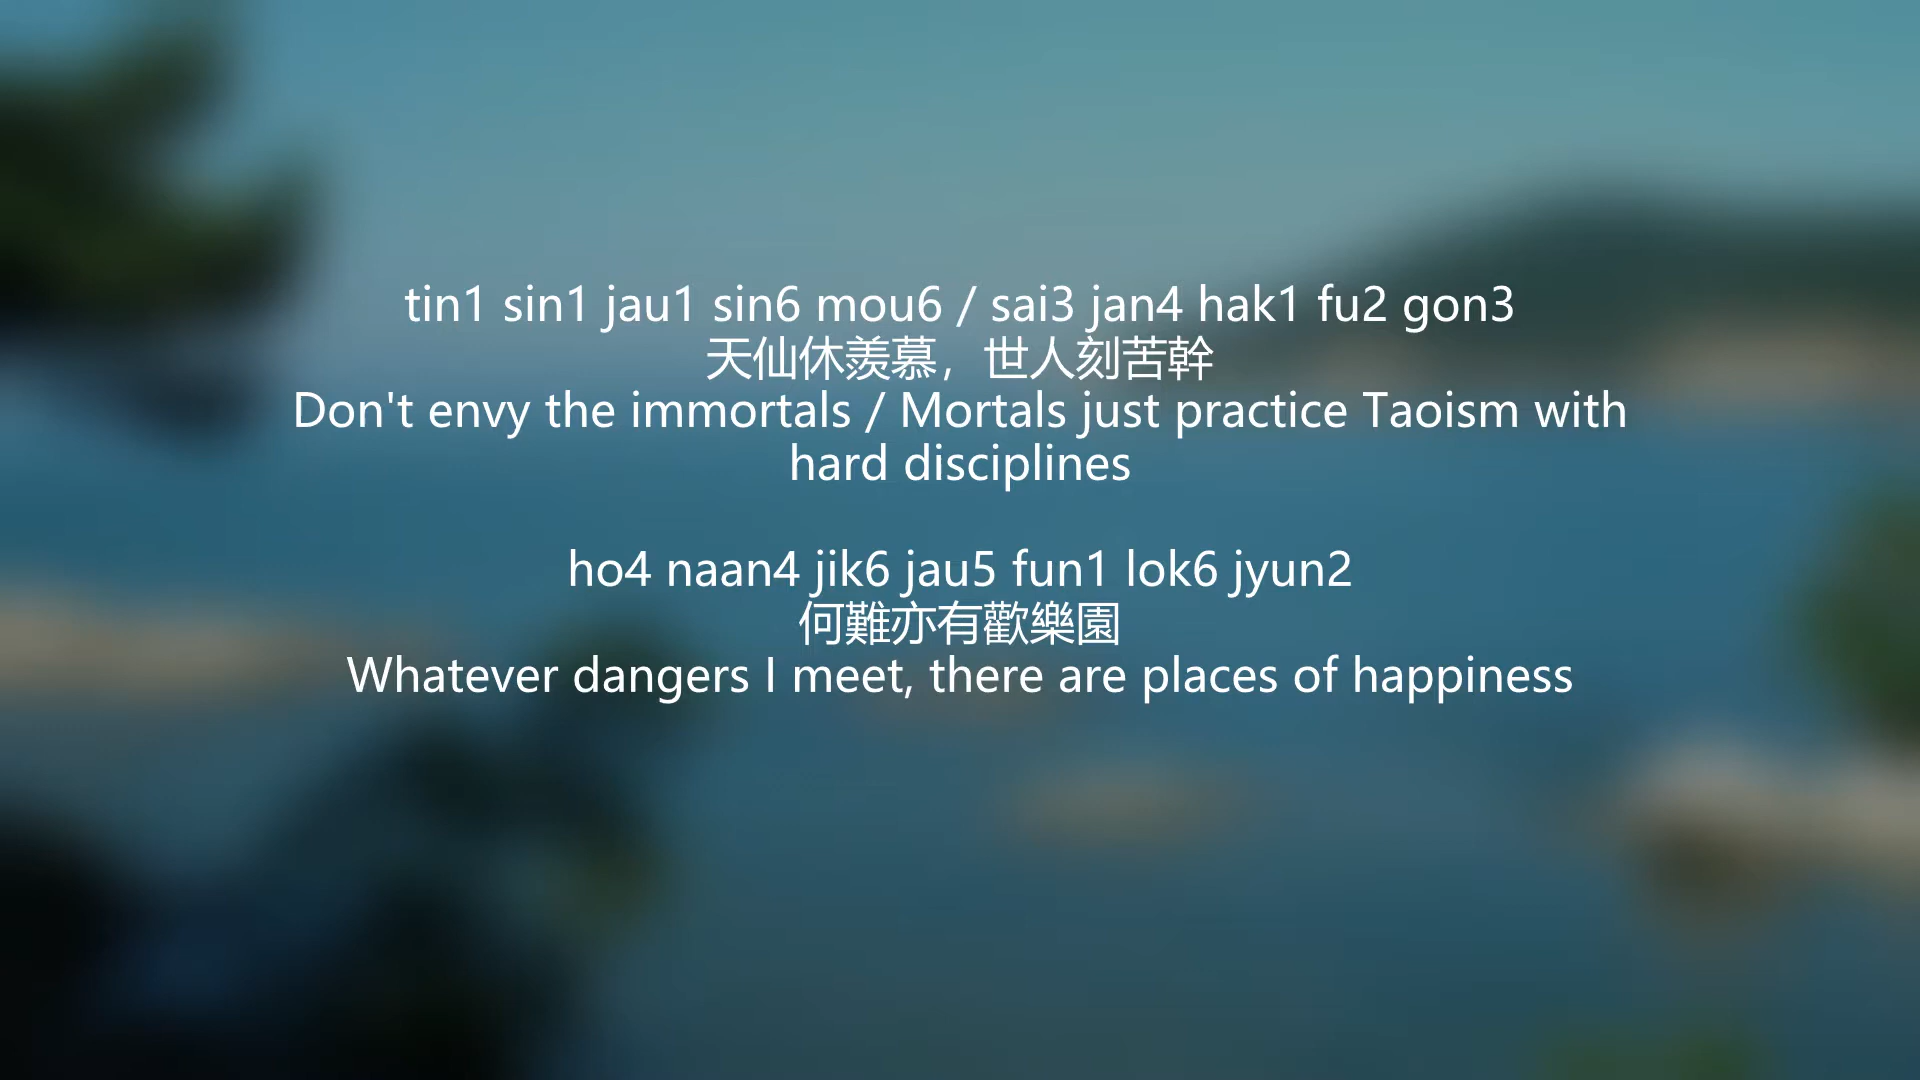 tin1 sin1 jau1 sin6 mou6 / sai3 jan4 hak1 fu2 gon3
天仙休羨慕，世人刻苦幹
Don't envy the immortals / Mortals just practice Taoism with
hard disciplines
ho4 naan4 jik6 jau5 fun1 lok6 jyun2
何難亦有歡樂園
Whatever dangers I meet, there are places of happiness